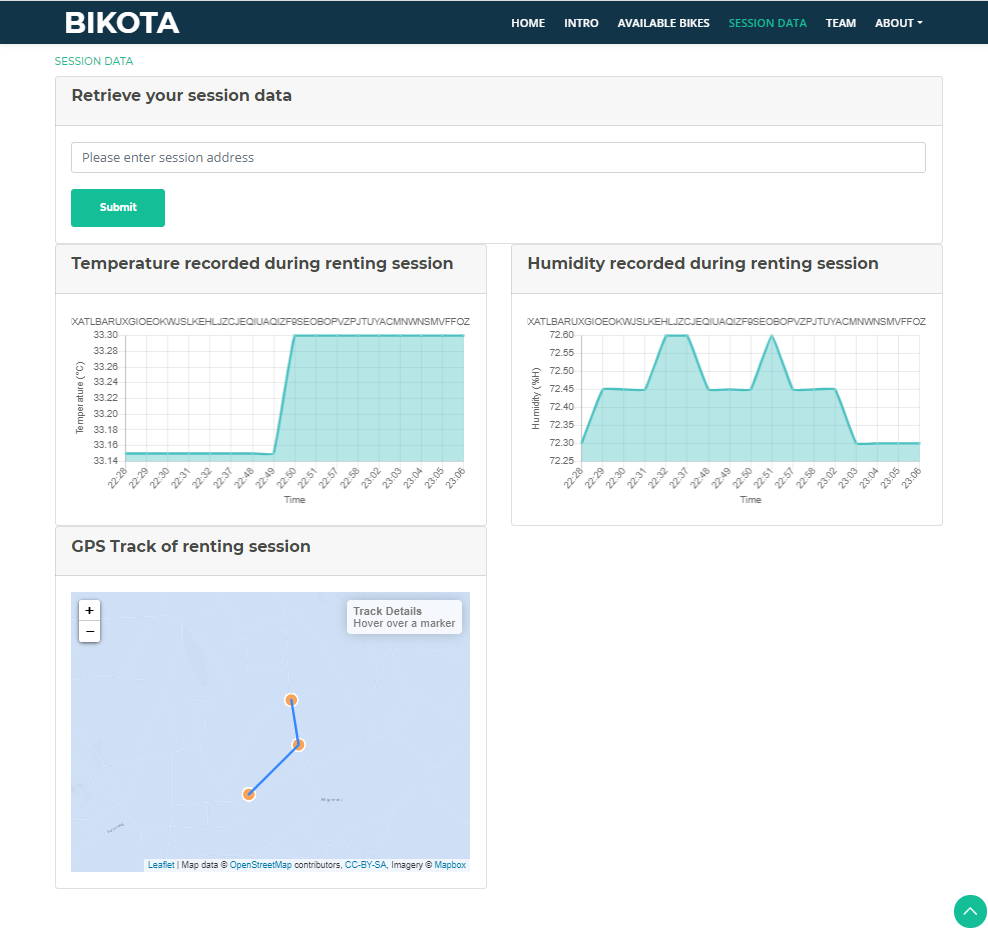 BIKOTA
HOME INTRO AVAILABLE BIKES SESSION DATA TEAM ABOUT
SESSION DATA
Retrieve your session data
Please enter session address
Submit
Temperature recorded during renting session
XATLBARUXGIOEOKWJSLKEHLJZCJEQIUAQIZF9SEOBOPVZPJTUYACMNWNSMVFFOZ
33.30
33.28
33.26
33.24
33.22
33.20
33.18
33.16
33.14
Temperature (°C)
22:28 22:29 22:30 22:31 22:32 22:37 22:48 22:49 22:50 22:51 22:57 22:58 23:02 23:03 23:04 23:05 23:06
Time
Humidity recorded during renting session
XATLBARUXGIOEOKWJSLKEHLJZCJEQIUAQIZF9SEOBOPVZPJTUYACMNWNSMVFFOZ
72.60
72.55
72.50
72.45
72.40
72.35
72.30
72.25
Humidity (%H)
22:28 22:29 22:30 22:31 22:32 22:37 22:48 22:49 22:50 22:51 22:57 22:58 23:02 23:03 23:04 23:05 23:06
Time
GPS Track of renting session
+
−
Track Details
Hover over a marker
Leaflet | Map data © OpenStreetMap contributors, CC-BY-SA, Imagery © Mapbox